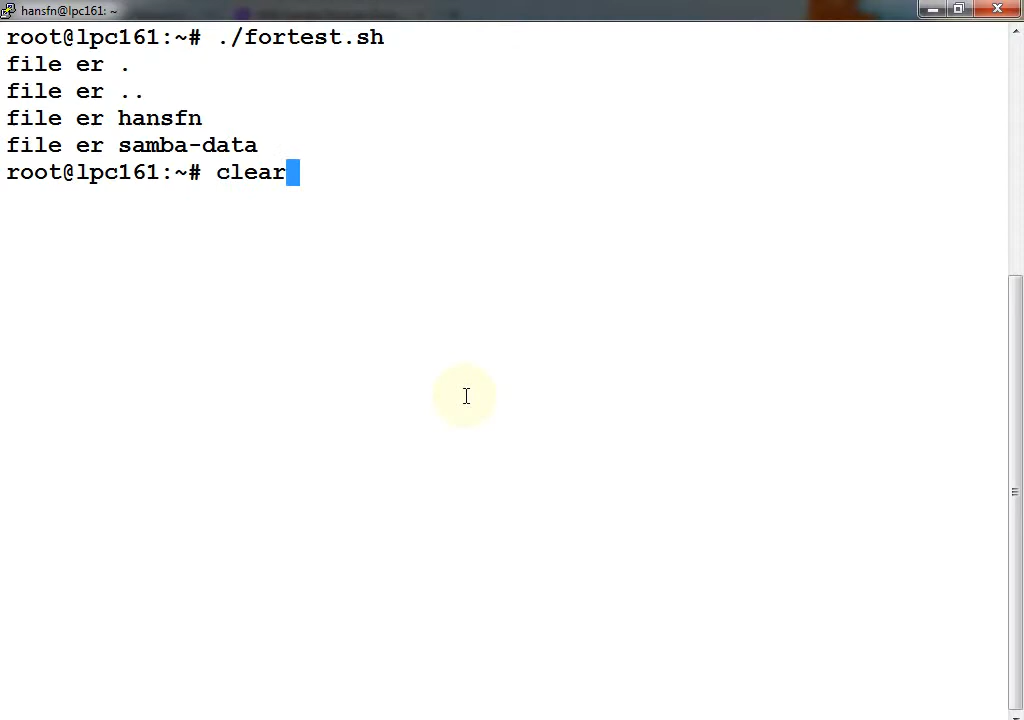 hansfn@lpc161: ~
root@lpc161:~# ./fortest.sh
file er .
file er ..
file er hansfn
file er samba-data
root@lpc161:~# clear